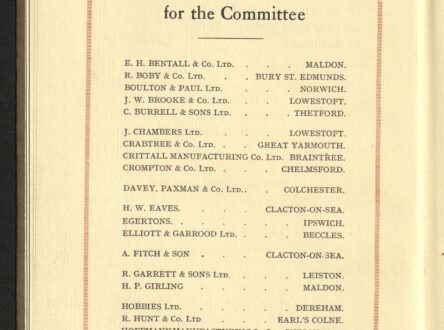 for the Committee
E. H. BENTALL & Co. LTD. . . . MALDON.
R. BOBY & Co. LTD. . . BURY ST. EDMUNDS.
BOULTON & PAUL LTD. . . . NORWICH.
J. W. BROOKE & Co. LTD. . . LOWESTOFT.
C. BURRELL & SONS LTD. . . THETFORD.
J. CHAMBERS LTD. . . . LOWESTOFT.
CRABTREE & Co. LTD . . GREAT YARMOUTH.
CRITTALL MANUFACTURING Co. LTD. BRAINTREE.
CROMPTON & Co. LTD. . . CHELMSFORD.
DAVEY, PAXMAN & Co. LTD. . . COLCHESTER.
H. W. EAVES. . . . CLACTON-ON-SEA.
EGERTONS. . . . . IPSWICH.
ELLIOTT & GARROOD LTD. . . BECCLES.
A. FITCH & SON . . CLACTON-ON-SEA.
R. GARRETT & SONS LTD. . . LEISTON.
H. P. GIRLING . . . MALDON.
HOBBIES LTD. . . . DEREHAM.
R. HUNT & Co. LTD . . EARL'S COLNE.